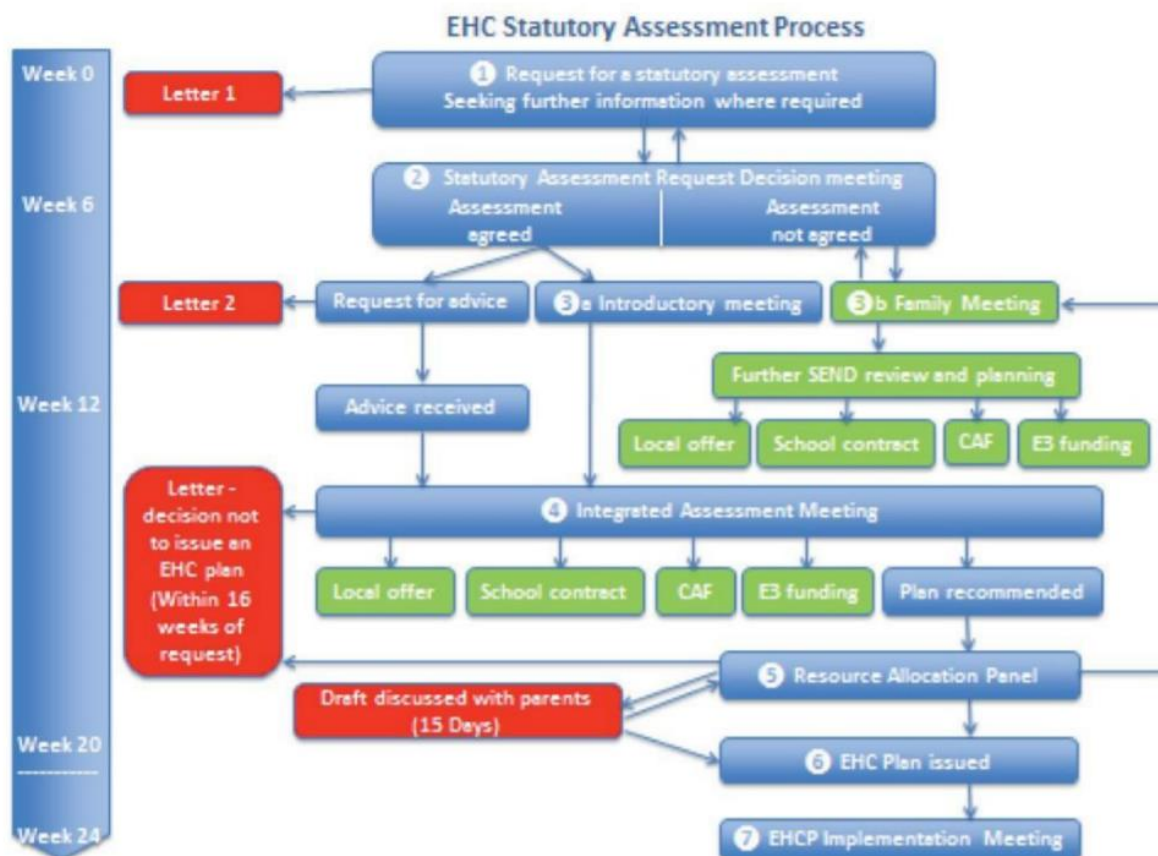 EHC Statutory Assessment Process
Week 0
Letter 1
1 Request for a statutory assessment
Seeking further information where required
Week 6
2 Statutory Assessment Request Decision meeting
Assessment
agreed
Assessment
not agreed
Letter 2
Request for advice
3 a Introductory meeting
3 b Family Meeting
Further SEND review and planning
Week 12
Advice received
Local offer
School contract
CAF
E3 funding
Letter -
decision not
to issue an
EHC plan
(Within 16
weeks of
request)
4 Integrated Assessment Meeting
Local offer
School contract
CAF
E3 funding
Plan recommended
5 Resource Allocation Panel
Draft discussed with parents
(15 Days)
Week 20
------------
6 EHC Plan issued
Week 24
7 EHCP Implementation Meeting